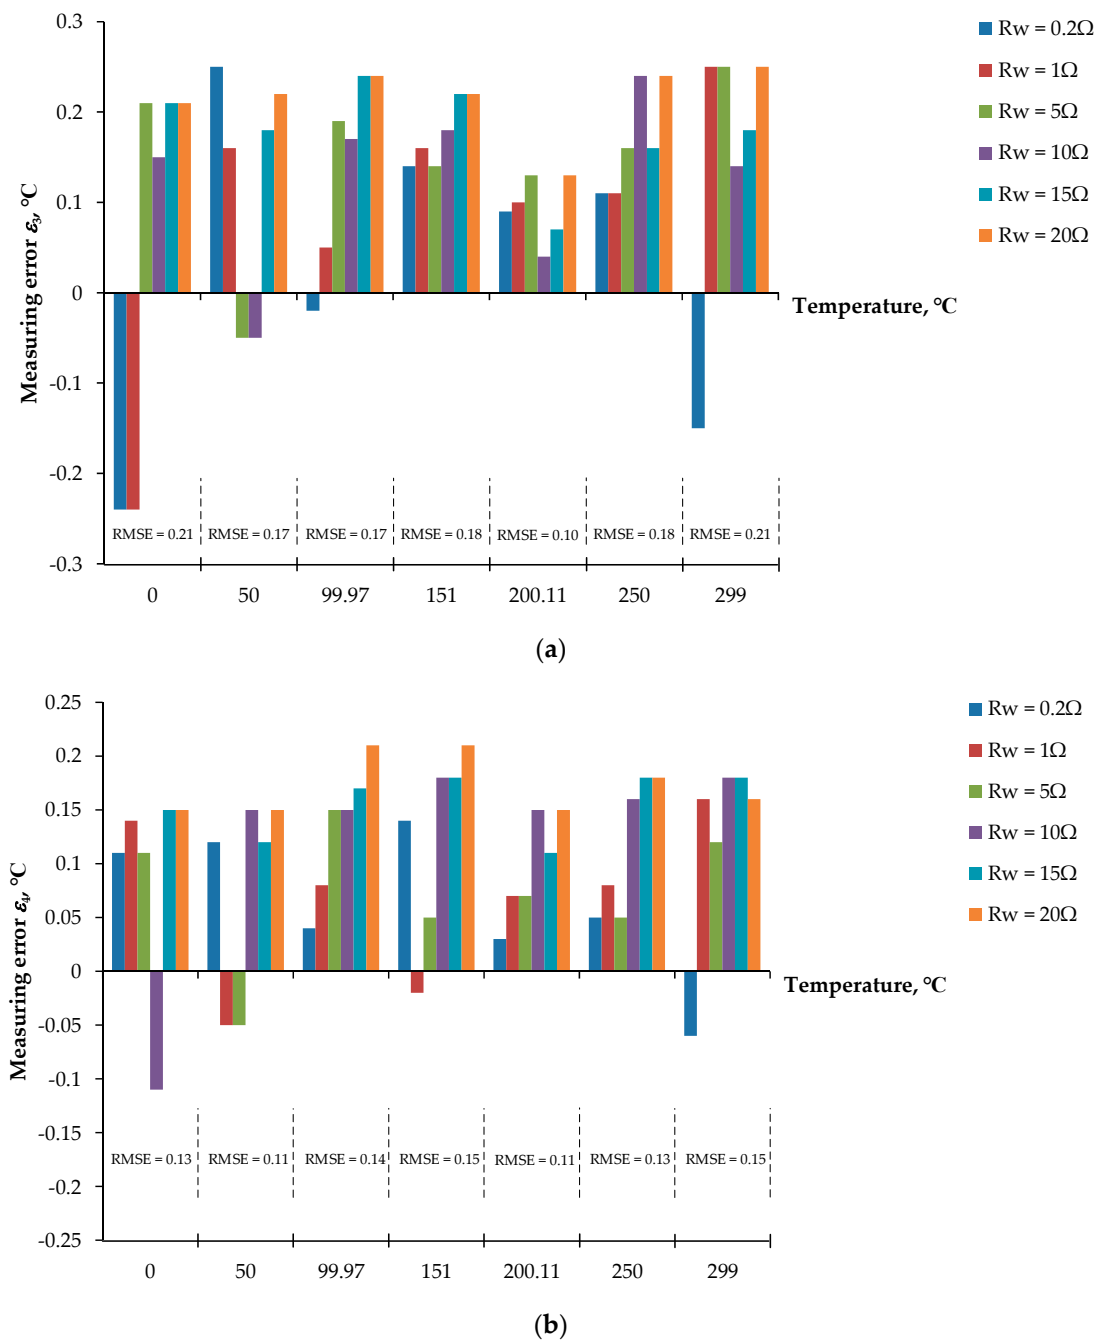 0.3
0.2
0.1
0
-0.1
-0.2
-0.3
Measuring error ε3, °C
Temperature, °C
Rw = 0.2Ω
Rw = 1Ω
Rw = 5Ω
Rw = 10Ω
Rw = 15Ω
Rw = 20Ω
RMSE = 0.21 RMSE = 0.17 RMSE = 0.17 RMSE = 0.18 RMSE = 0.10 RMSE = 0.18 RMSE = 0.21
0 50 99.97 151 200.11 250 299
(a)
0.25
0.2
0.15
0.1
0.05
0
-0.05
-0.1
-0.15
-0.2
-0.25
Measuring error ε4, °C
Temperature, °C
Rw = 0.2Ω
Rw = 1Ω
Rw = 5Ω
Rw = 10Ω
Rw = 15Ω
Rw = 20Ω
RMSE = 0.13 RMSE = 0.11 RMSE = 0.14 RMSE = 0.15 RMSE = 0.11 RMSE = 0.13 RMSE = 0.15
0 50 99.97 151 200.11 250 299
(b)